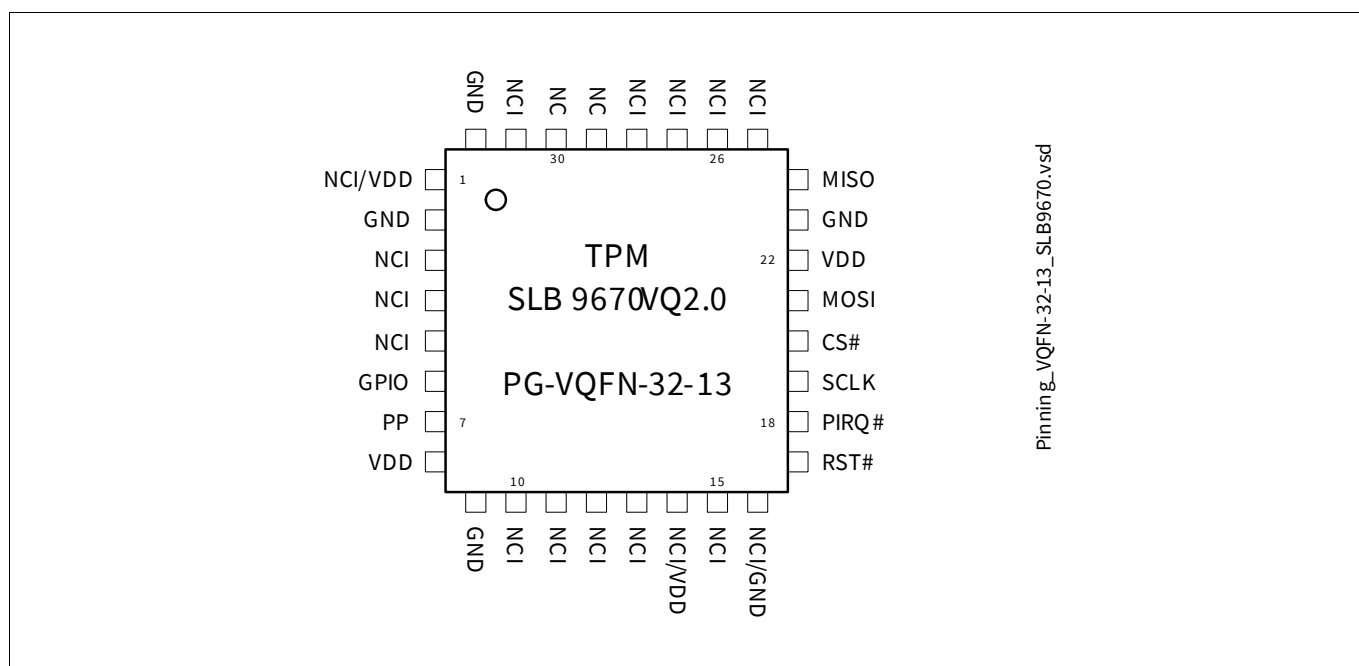 GND
NCI
NC
NC
NCI
NCI
NCI
NCI
30
26
NCI/VDD
1
MISO
GND
GND
NCI
22
VDD
NCI
MOSI
NCI
CS#
GPIO
SCLK
PP
7
18
PIRQ#
VDD
RST#
TPM
SLB 9670VQ2.0
PG-VQFN-32-13
10
15
GND
NCI
NCI
NCI
NCI
NCI/VDD
NCI
NCI/GND
Pinning_VQFN-32-13_SLB9670.vsd